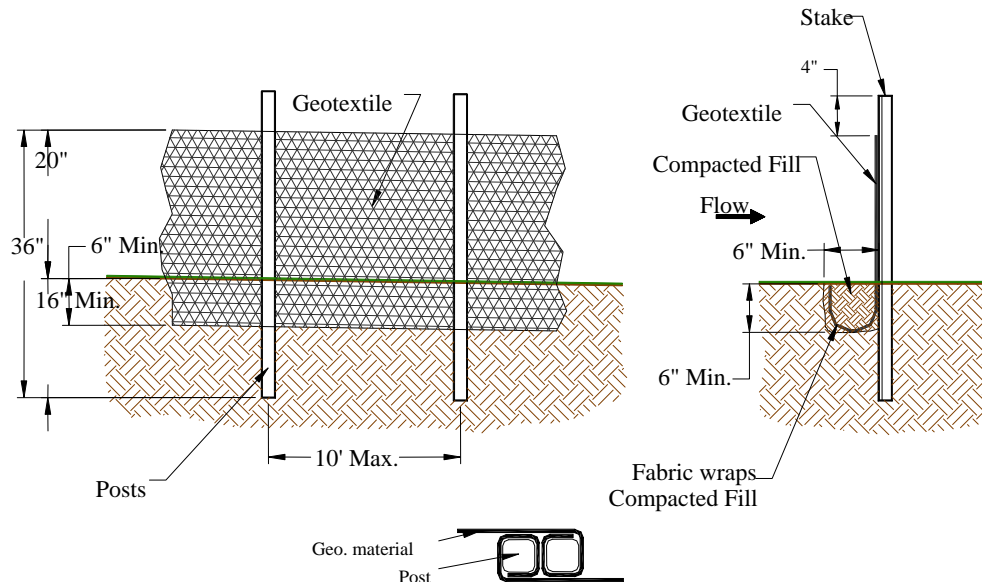 Stake
4"
Geotextile
Geotextile
20"
Compacted Fill
Flow
36"
6" Min.
6" Min.
16" Min.
6" Min.
10' Max.
Posts
Fabric wraps
Compacted Fill
Geo. material
Post